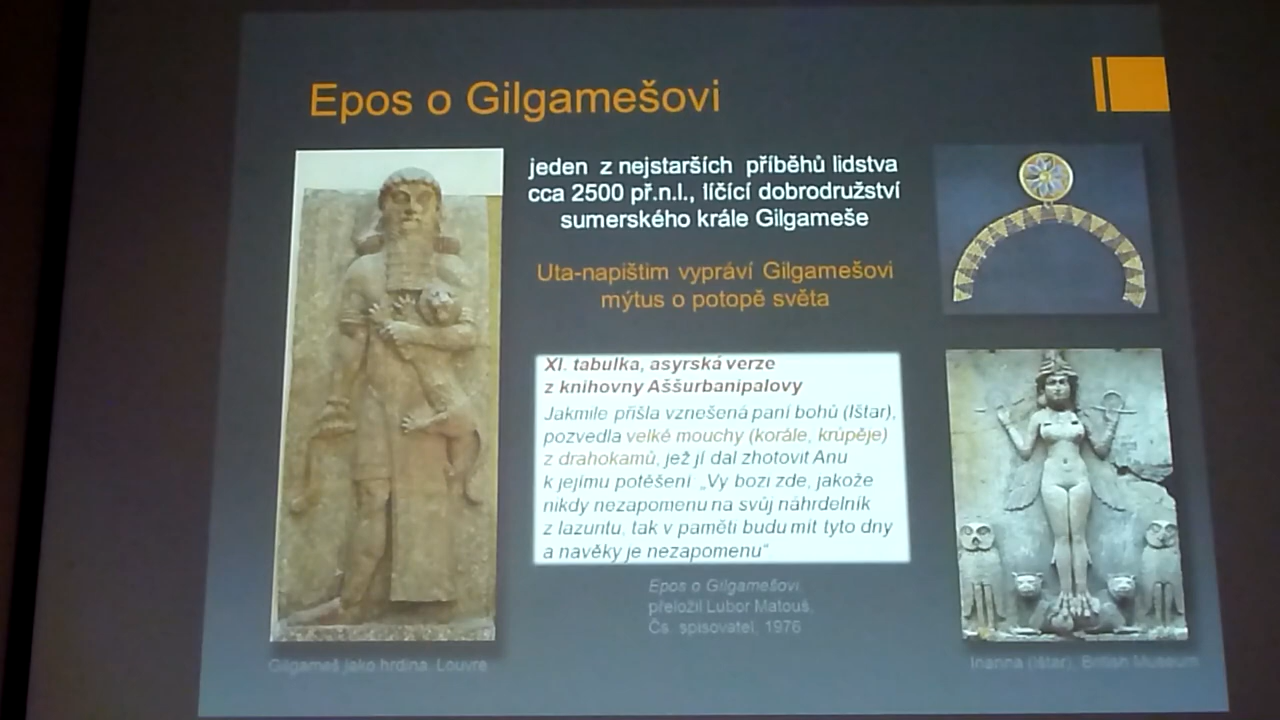 Epos o Gilgamešovi
jeden z nejstarších příběhů lidstva
cca 2500 př.n.l., líčící dobrodružství
sumerského krále Gilgameše
Uta-napištim vypráví Gilgamešovi
mýtus o potopě světa
XI. tabulka, asyrská verze
z knihovny Aššurbanipalovy
Jakmile přišla vznešená paní bohů (Ištar),
pozvedla velké mouchy (korále, krůpěje)
z drahokamů, jež jí dal zhotovit Anu
k jejímu potěšení „Vy bozi zde, jakože
nikdy nezapomenu na svůj náhrdelník
z lazuritu, tak v paměti budu mít tyto dny
a navěky je nezapomenu“
Epos o Gilgamešovi,
přeložil Lubor Matouš,
Čs. spisovatel, 1976
Gilgameš jako hrdina, Louvre
Inanna (Ištar), British Museum